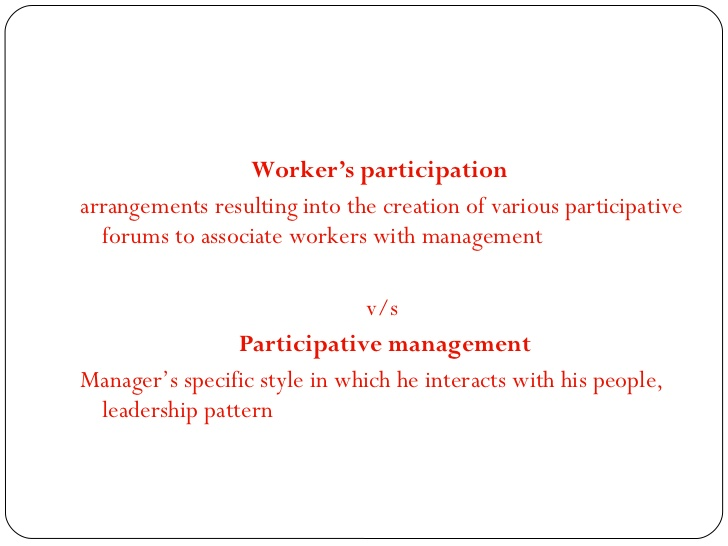 Worker’s participation
arrangements resulting into the creation of various participative
forums to associate workers with management
v/s
Participative management
Manager’s specific style in which he interacts with his people,
leadership pattern